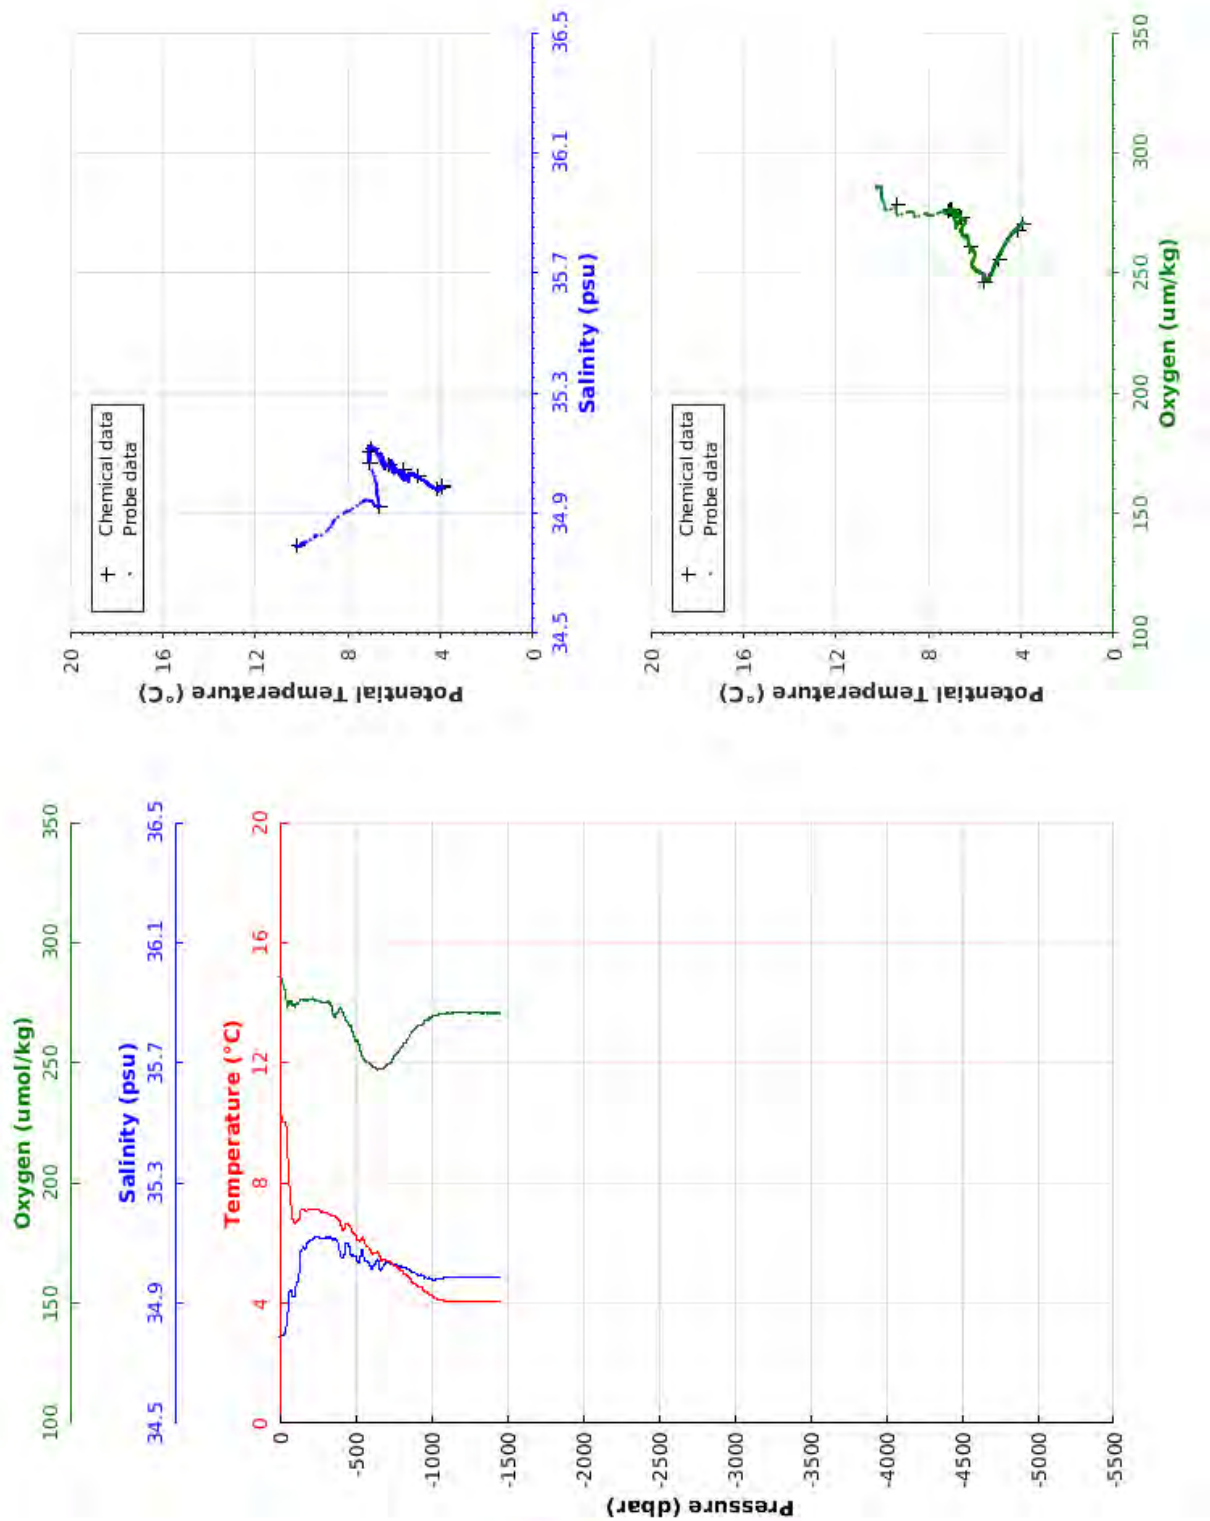 Oxygen (umol/kg)
100 150 200 250 300 350
Salinity (psu)
34.5 34.9 35.3 35.7 36.1 36.5
Temperature (°C)
0 4 8 12 16 20
Pressure (dbar)
0
-500
-1000
-1500
-2000
-2500
-3000
-3500
-4000
-4500
-5000
-5500
Potential Temperature (°C)
20
16
12
8
4
0
+ Chemical data
. Probe data
34.5 34.9 35.3 35.7 36.1 36.5
Salinity (psu)
Potential Temperature (°C)
20
16
12
8
4
0
+ Chemical data
. Probe data
100 150 200 250 300 350
Oxygen (um/kg)